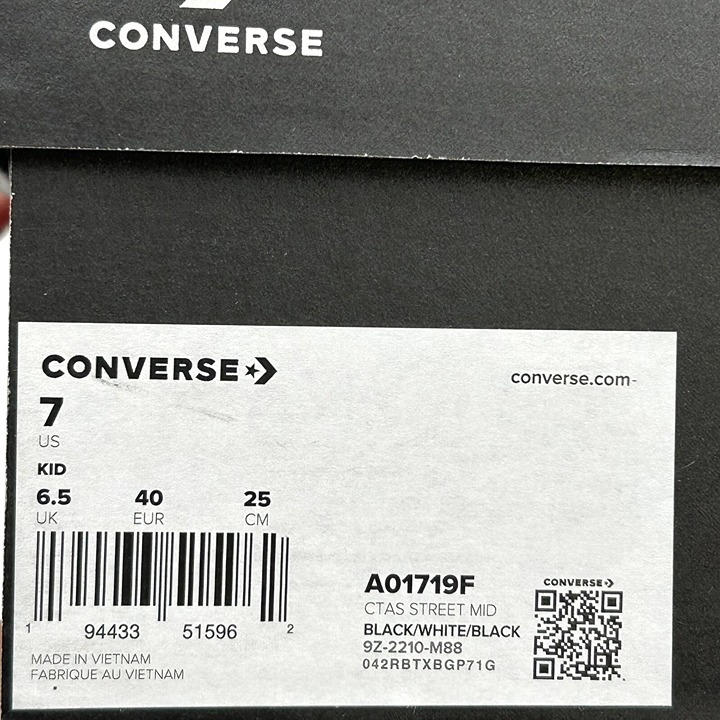 CONVERSE
CONVERSE
converse.com-
7
US
KID
6.5 40 25
UK EUR CM
1 94433 51596 2
MADE IN VIETNAM
FABRIQUE AU VIETNAM
A01719F
CTAS STREET MID
BLACK/WHITE/BLACK
9Z-2210-M88
042RBTXBGP71G
CONVERSE